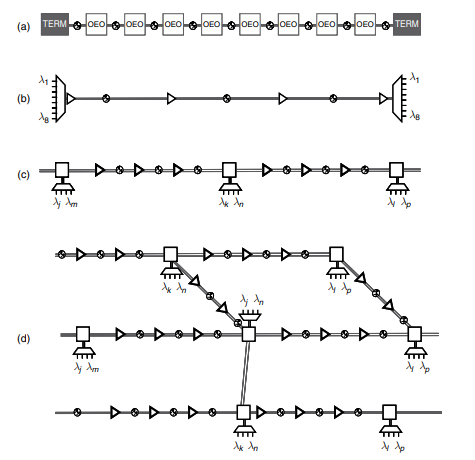 (a) TERM OEO OEO OEO OEO OEO OEO OEO OEO TERM
λ1 λ1
(b)
λ8 λ8
(c)
λj λm λk λn λl λp
λk λn λj λn λl λp
(d)
λj λm λl λp
λk λn λl λp